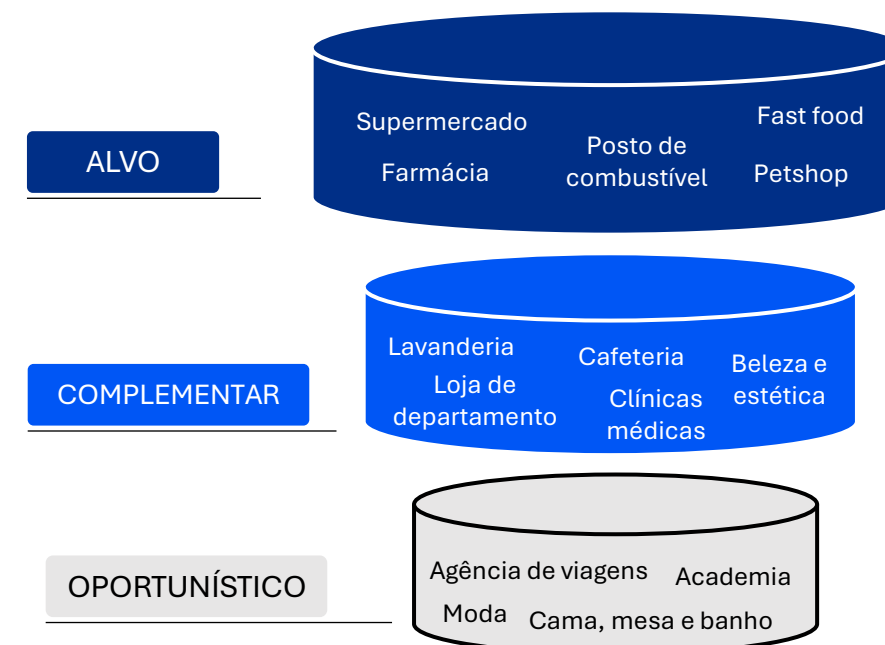 ALVO
Supermercado
Farmácia
Posto de
combustível
Fast food
Petshop
COMPLEMENTAR
Lavanderia
Loja de
departamento
Cafeteria
Clínicas
médicas
Beleza e
estética
OPORTUNÍSTICO
Agência de viagens
Academia
Moda
Cama, mesa e banho